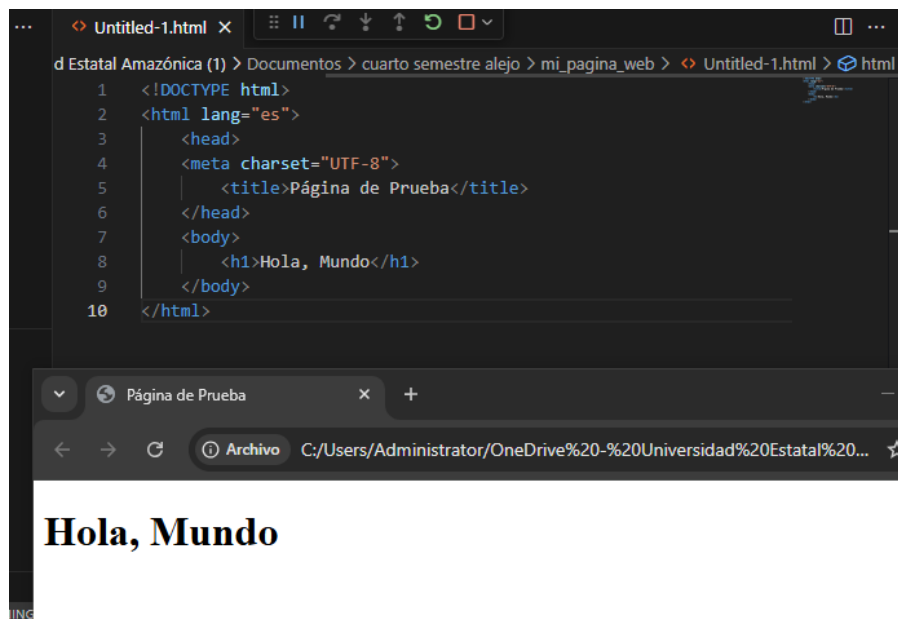 Untitled-1.html
d Estatal Amazónica (1) > Documentos > cuarto semestre alejo > mi_pagina_web > Untitled-1.html > html
1 <!DOCTYPE html>
2 <html lang="es">
3 <head>
4 <meta charset="UTF-8">
5 <title>Página de Prueba</title>
6 </head>
7 <body>
8 <h1>Hola, Mundo</h1>
9 </body>
10 </html>
Página de Prueba
Archivo C:/Users/Administrator/OneDrive%20-%20Universidad%20Estatal%20...
Hola, Mundo